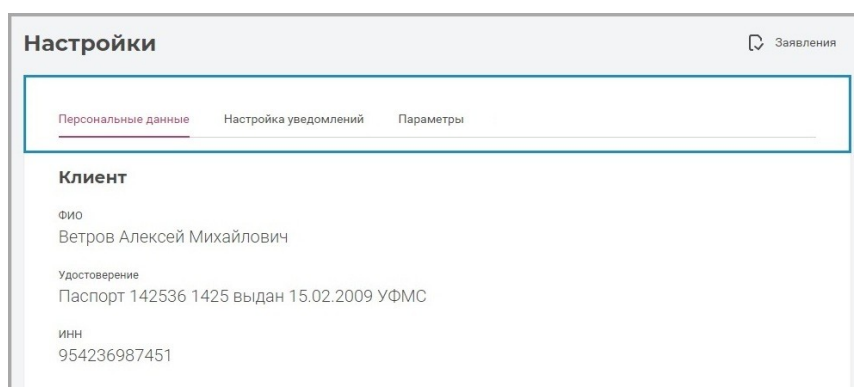 Настройки
Заявления
Персональные данные Настройка уведомлений Параметры
Клиент
ФИО
Ветров Алексей Михайлович
Удостоверение
Паспорт 142536 1425 выдан 15.02.2009 УФМС
ИНН
954236987451